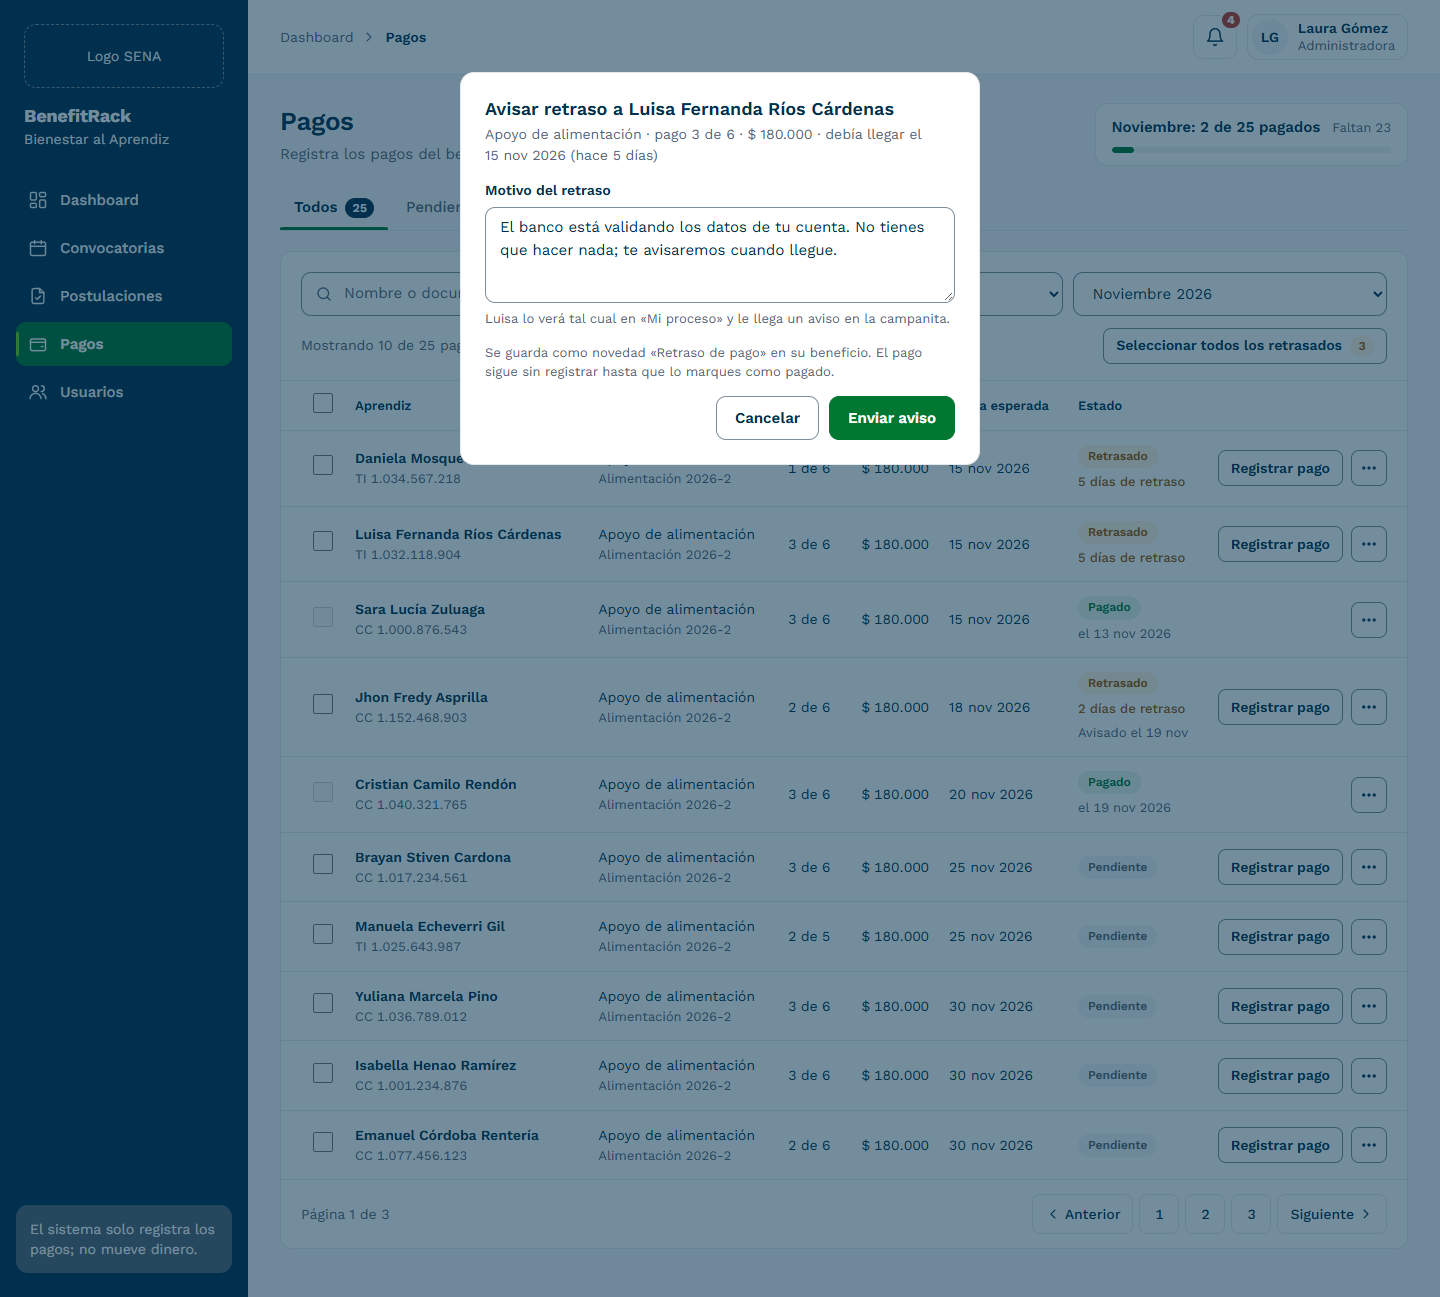 Logo SENA
BenefitRack
Bienestar al Aprendiz
Dashboard
Convocatorias
Postulaciones
Pagos
Usuarios
El sistema solo registra los
pagos; no mueve dinero.
Dashboard > Pagos
4
LG
Laura Gómez
Administradora
Pagos
Registra los pagos del be
Noviembre: 2 de 25 pagados Faltan 23
Todos 25 Pendien
Avisar retraso a Luisa Fernanda Ríos Cárdenas
Apoyo de alimentación · pago 3 de 6 · $ 180.000 · debía llegar el
15 nov 2026 (hace 5 días)
Motivo del retraso
El banco está validando los datos de tu cuenta. No tienes
que hacer nada; te avisaremos cuando llegue.
Luisa lo verá tal cual en «Mi proceso» y le llega un aviso en la campanita.
Se guarda como novedad «Retraso de pago» en su beneficio. El pago
sigue sin registrar hasta que lo marques como pagado.
Cancelar Enviar aviso
Nombre o docu Noviembre 2026
Mostrando 10 de 25 pag Seleccionar todos los retrasados 3
Aprendiz a esperada Estado
Daniela Mosque
TI 1.034.567.218
Alimentación 2026-2
1 de 6 $ 180.000 15 nov 2026
Retrasado
5 días de retraso
Registrar pago
Luisa Fernanda Ríos Cárdenas
TI 1.032.118.904
Apoyo de alimentación
Alimentación 2026-2
3 de 6 $ 180.000 15 nov 2026
Retrasado
5 días de retraso
Registrar pago
Sara Lucía Zuluaga
CC 1.000.876.543
Apoyo de alimentación
Alimentación 2026-2
3 de 6 $ 180.000 15 nov 2026
Pagado
el 13 nov 2026
Jhon Fredy Asprilla
CC 1.152.468.903
Apoyo de alimentación
Alimentación 2026-2
2 de 6 $ 180.000 18 nov 2026
Retrasado
2 días de retraso
Avisado el 19 nov
Registrar pago
Cristian Camilo Rendón
CC 1.040.321.765
Apoyo de alimentación
Alimentación 2026-2
3 de 6 $ 180.000 20 nov 2026
Pagado
el 19 nov 2026
Brayan Stiven Cardona
CC 1.017.234.561
Apoyo de alimentación
Alimentación 2026-2
3 de 6 $ 180.000 25 nov 2026
Pendiente
Registrar pago
Manuela Echeverri Gil
TI 1.025.643.987
Apoyo de alimentación
Alimentación 2026-2
2 de 5 $ 180.000 25 nov 2026
Pendiente
Registrar pago
Yuliana Marcela Pino
CC 1.036.789.012
Apoyo de alimentación
Alimentación 2026-2
3 de 6 $ 180.000 30 nov 2026
Pendiente
Registrar pago
Isabella Henao Ramírez
CC 1.001.234.876
Apoyo de alimentación
Alimentación 2026-2
3 de 6 $ 180.000 30 nov 2026
Pendiente
Registrar pago
Emanuel Córdoba Rentería
CC 1.077.456.123
Apoyo de alimentación
Alimentación 2026-2
2 de 6 $ 180.000 30 nov 2026
Pendiente
Registrar pago
Página 1 de 3
Anterior 1 2 3 Siguiente